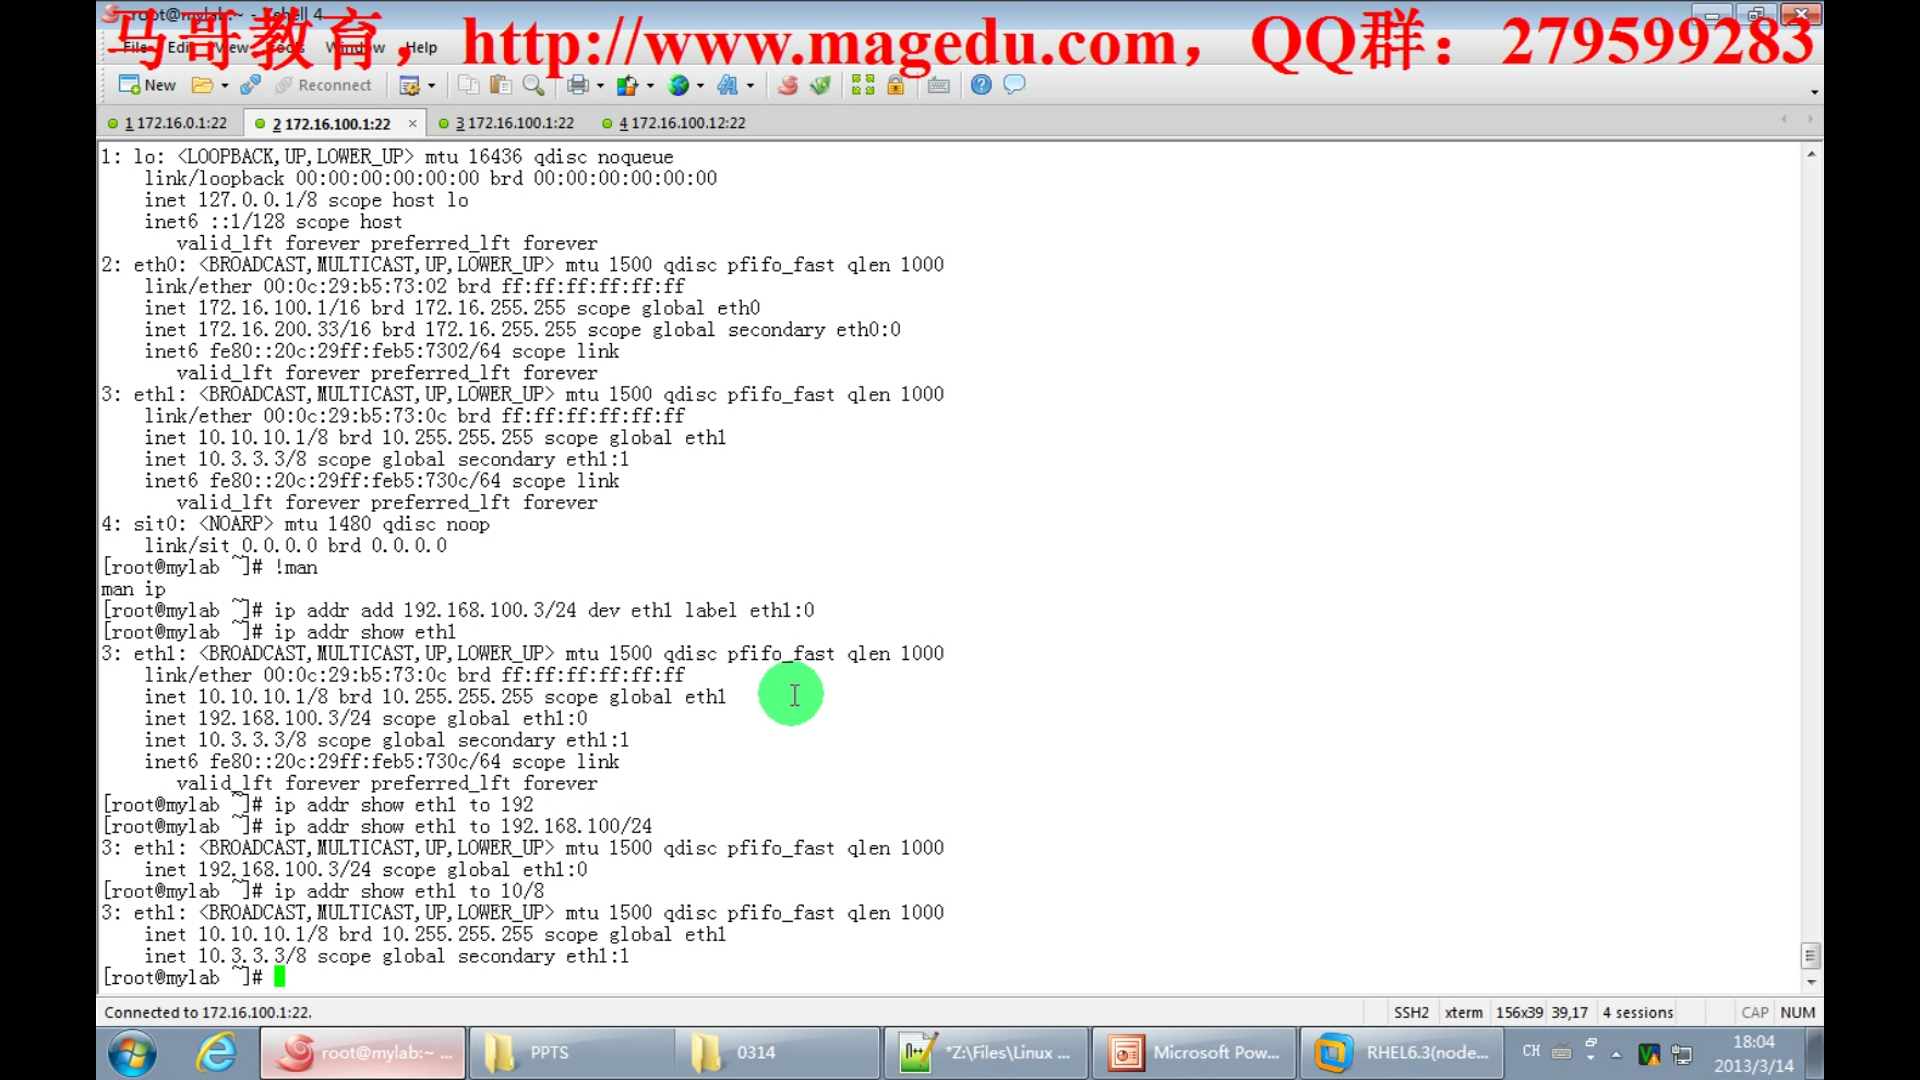 root@mylab:~ - Xshell 4
马哥教育，http://www.magedu.com，QQ群：279599283
File Edit View Tools Window Help
New Reconnect
1 172.16.0.1:22 2 172.16.100.1:22 3 172.16.100.1:22 4 172.16.100.12:22
1: lo: <LOOPBACK,UP,LOWER_UP> mtu 16436 qdisc noqueue
link/loopback 00:00:00:00:00:00 brd 00:00:00:00:00:00
inet 127.0.0.1/8 scope host lo
inet6 ::1/128 scope host
valid_lft forever preferred_lft forever
2: eth0: <BROADCAST,MULTICAST,UP,LOWER_UP> mtu 1500 qdisc pfifo_fast qlen 1000
link/ether 00:0c:29:b5:73:02 brd ff:ff:ff:ff:ff:ff
inet 172.16.100.1/16 brd 172.16.255.255 scope global eth0
inet 172.16.200.33/16 brd 172.16.255.255 scope global secondary eth0:0
inet6 fe80::20c:29ff:feb5:7302/64 scope link
valid_lft forever preferred_lft forever
3: eth1: <BROADCAST,MULTICAST,UP,LOWER_UP> mtu 1500 qdisc pfifo_fast qlen 1000
link/ether 00:0c:29:b5:73:0c brd ff:ff:ff:ff:ff:ff
inet 10.10.10.1/8 brd 10.255.255.255 scope global eth1
inet 10.3.3.3/8 scope global secondary eth1:1
inet6 fe80::20c:29ff:feb5:730c/64 scope link
valid_lft forever preferred_lft forever
4: sit0: <NOARP> mtu 1480 qdisc noop
link/sit 0.0.0.0 brd 0.0.0.0
[root@mylab ~]# !man
man ip
[root@mylab ~]# ip addr add 192.168.100.3/24 dev eth1 label eth1:0
[root@mylab ~]# ip addr show eth1
3: eth1: <BROADCAST,MULTICAST,UP,LOWER_UP> mtu 1500 qdisc pfifo_fast qlen 1000
link/ether 00:0c:29:b5:73:0c brd ff:ff:ff:ff:ff:ff
inet 10.10.10.1/8 brd 10.255.255.255 scope global eth1
inet 192.168.100.3/24 scope global eth1:0
inet 10.3.3.3/8 scope global secondary eth1:1
inet6 fe80::20c:29ff:feb5:730c/64 scope link
valid_lft forever preferred_lft forever
[root@mylab ~]# ip addr show eth1 to 192
[root@mylab ~]# ip addr show eth1 to 192.168.100/24
3: eth1: <BROADCAST,MULTICAST,UP,LOWER_UP> mtu 1500 qdisc pfifo_fast qlen 1000
inet 192.168.100.3/24 scope global eth1:0
[root@mylab ~]# ip addr show eth1 to 10/8
3: eth1: <BROADCAST,MULTICAST,UP,LOWER_UP> mtu 1500 qdisc pfifo_fast qlen 1000
inet 10.10.10.1/8 brd 10.255.255.255 scope global eth1
inet 10.3.3.3/8 scope global secondary eth1:1
[root@mylab ~]#
Connected to 172.16.100.1:22. SSH2 xterm 156x39 39,17 4 sessions CAP NUM
root@mylab:~ ... PPTS 0314 *Z:\Files\Linux ... Microsoft Pow... RHEL6.3(node... CH 18:04
2013/3/14